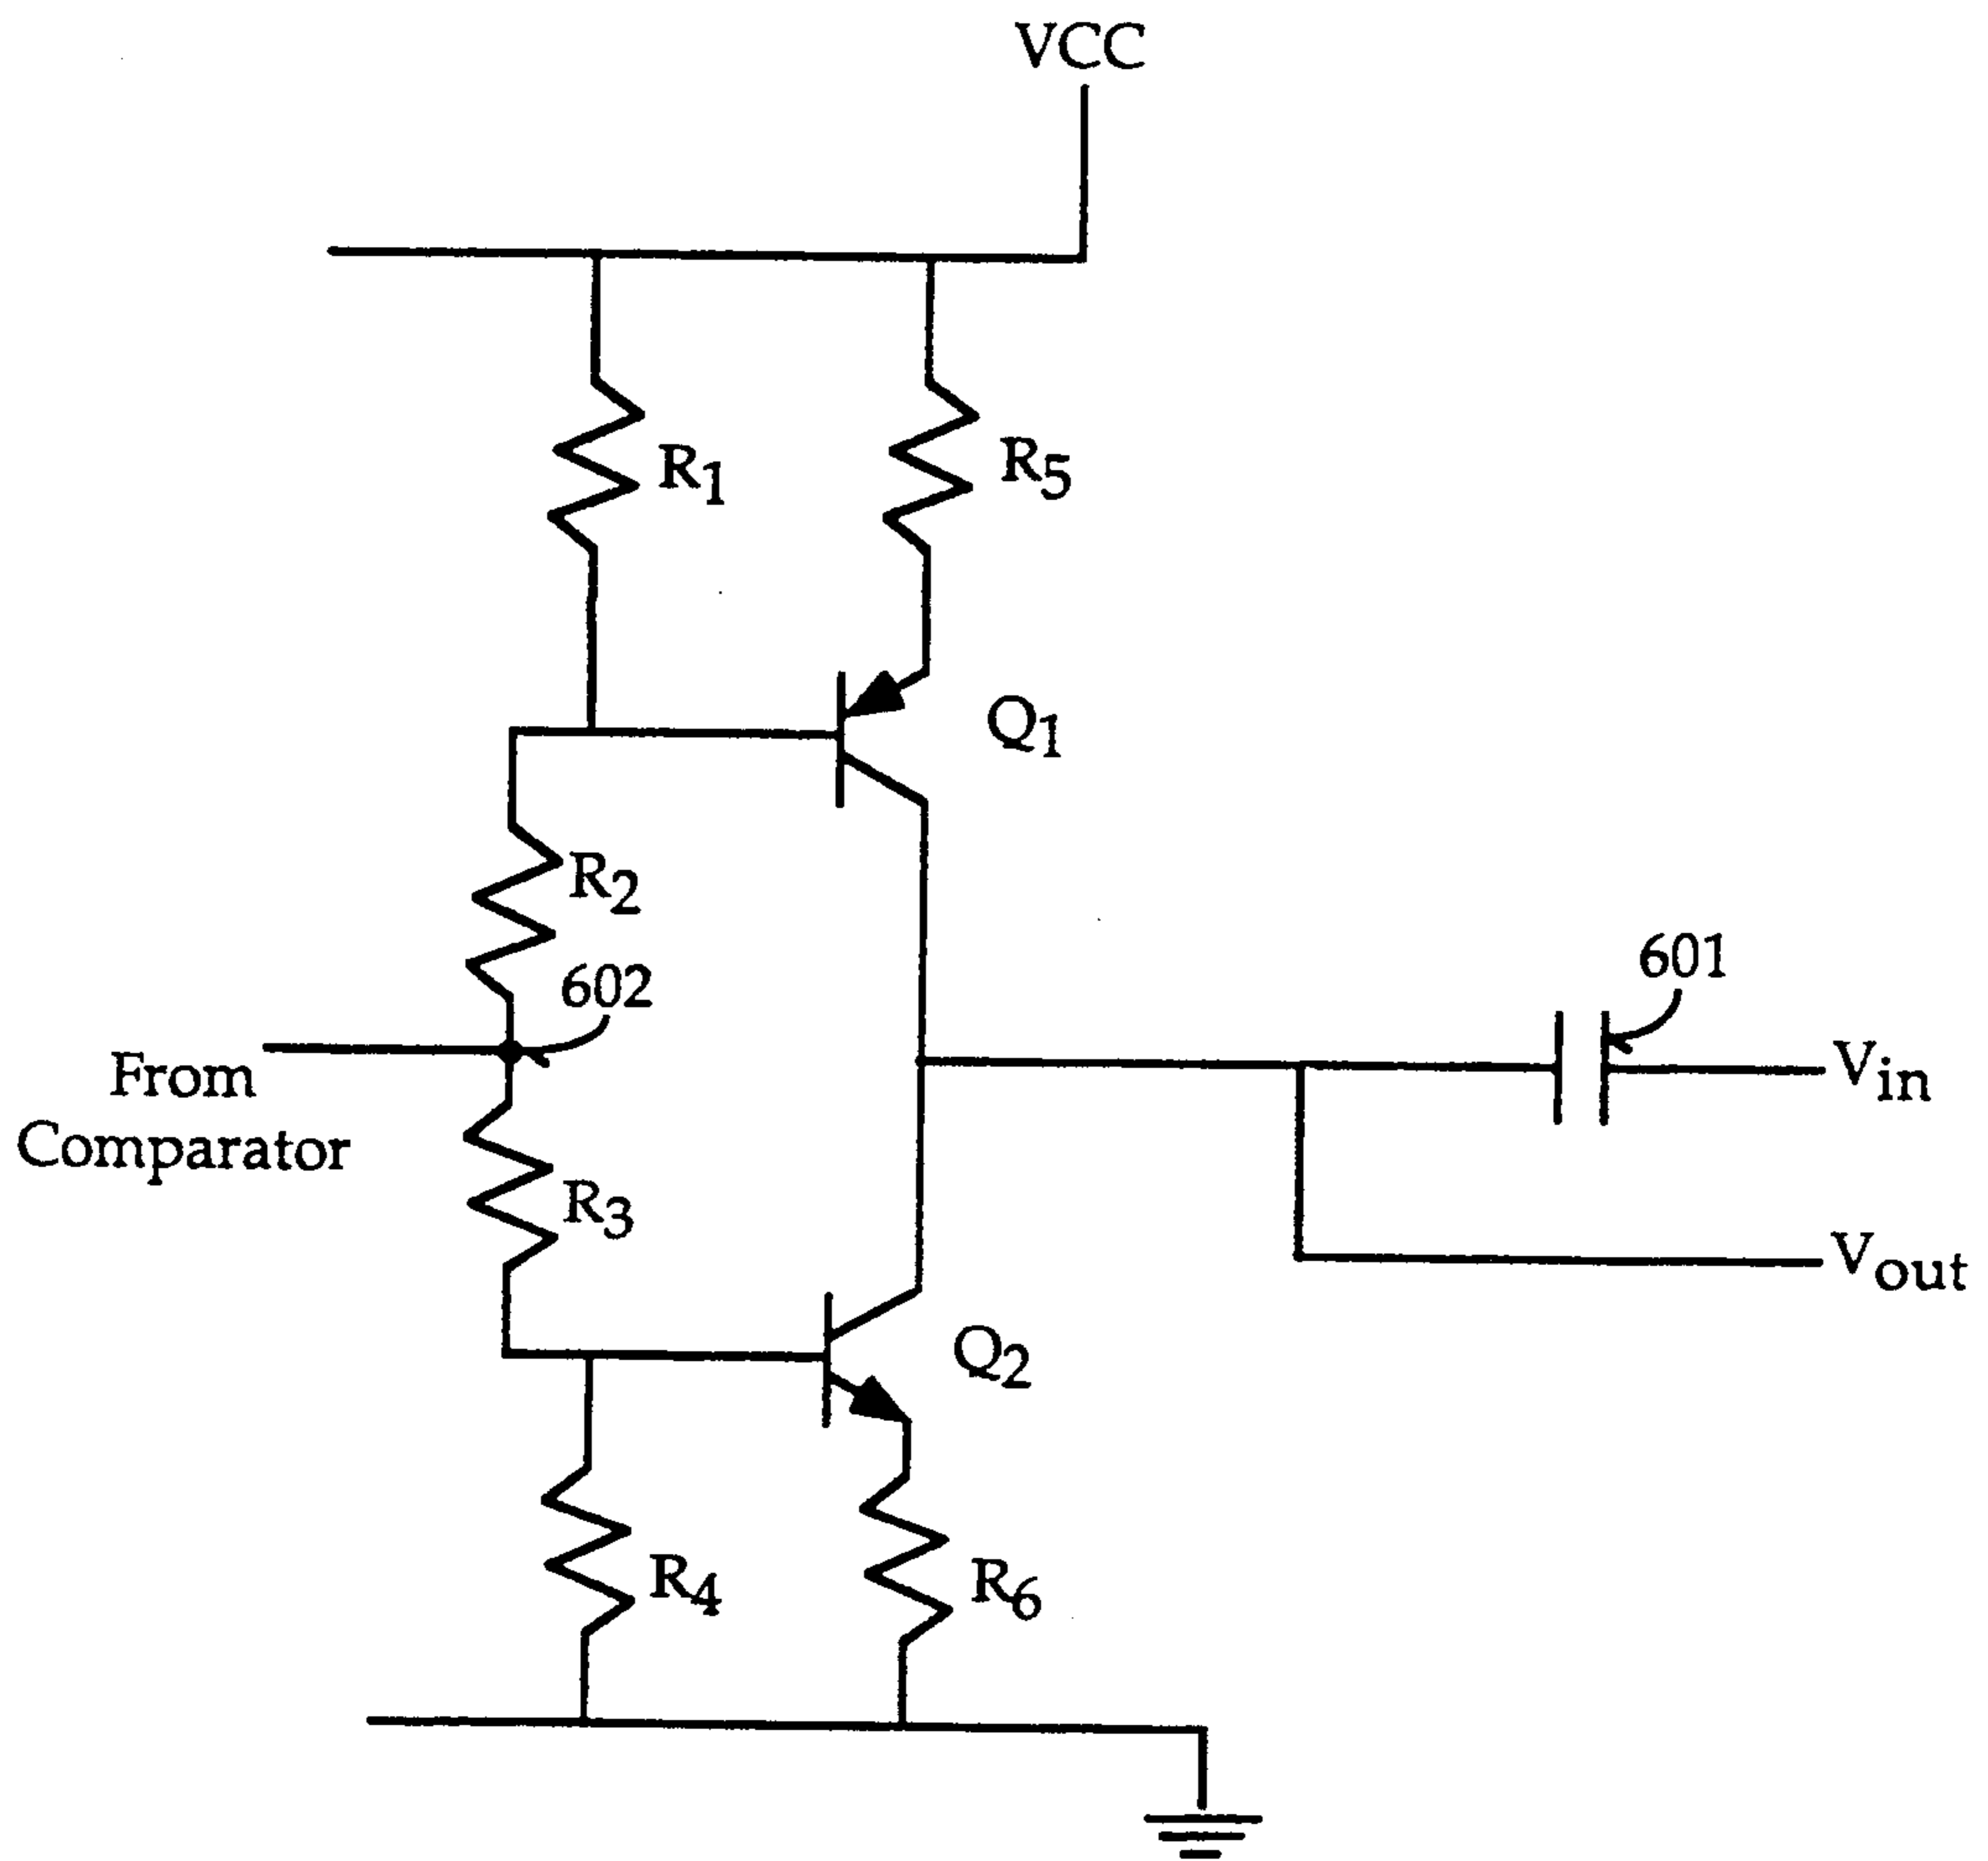 VCC
R1
R5
Q1
R2
602
601
From
Comparator
Vin
R3
Vout
Q2
R4
R6